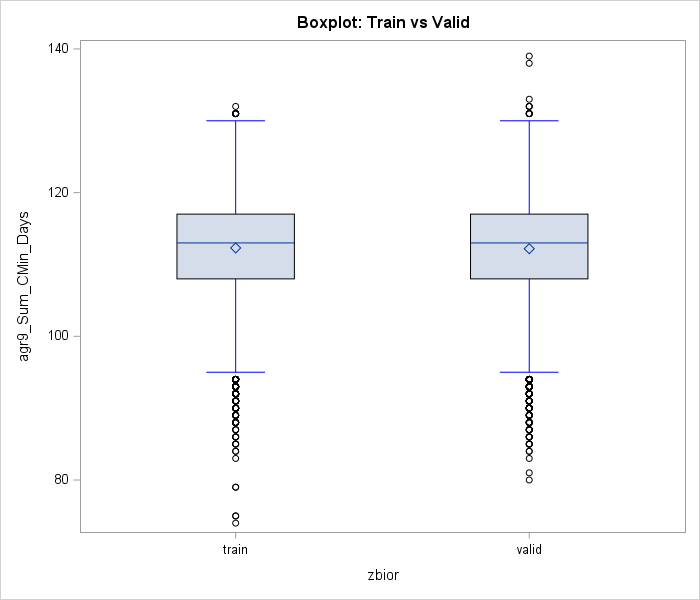 Boxplot: Train vs Valid
140
120
100
80
agr9_Sum_CMin_Days
train
valid
zbior